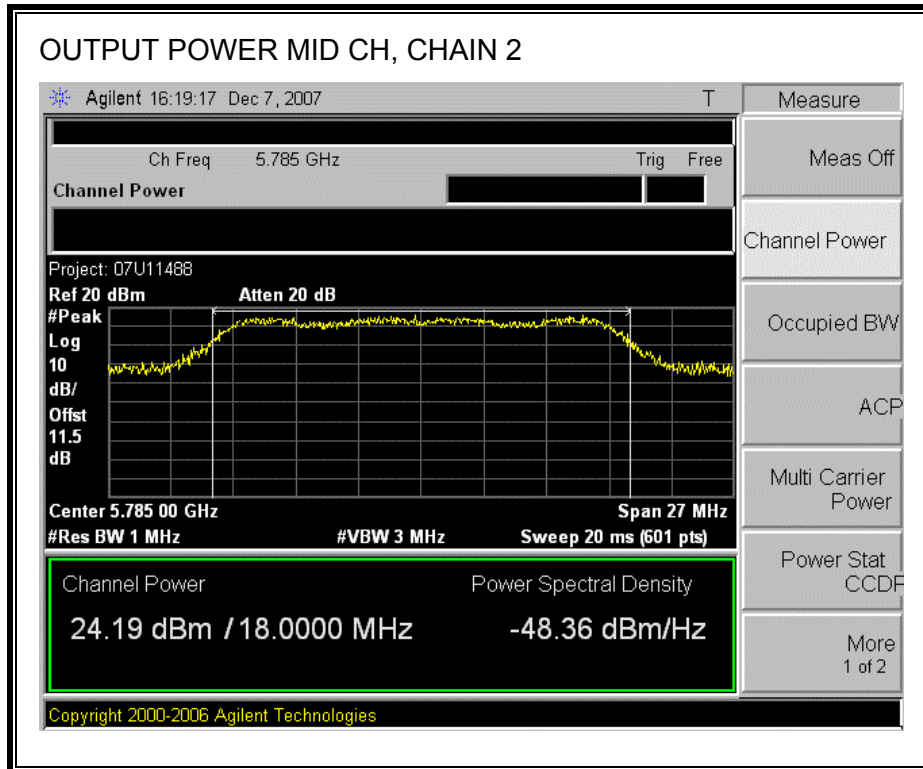 OUTPUT POWER MID CH, CHAIN 2
Agilent 16:19:17 Dec 7, 2007 T
Measure
Ch Freq 5.785 GHz Trig Free
Channel Power
Meas Off
Channel Power
Project: 07U11488
Ref 20 dBm Atten 20 dB
#Peak
Log
10
dB/
Offset
11.5
dB
Occupied BW
ACP
Multi Carrier
Power
Center 5.785 00 GHz Span 27 MHz
#Res BW 1 MHz #VBW 3 MHz Sweep 20 ms (601 pts)
Power Stat
CCDF
Channel Power Power Spectral Density
24.19 dBm / 18.0000 MHz -48.36 dBm/Hz
More
1 of 2
Copyright 2000-2006 Agilent Technologies